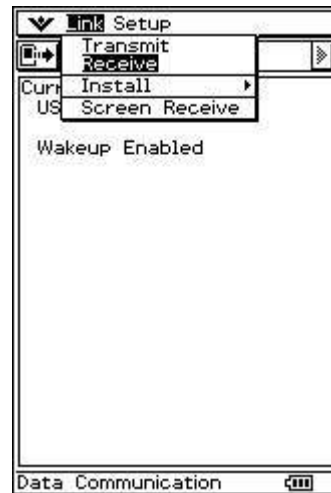 Link Setup
Transmit
Receive
Install
Screen Receive
Curr
US
Wakeup Enabled
Data Communication